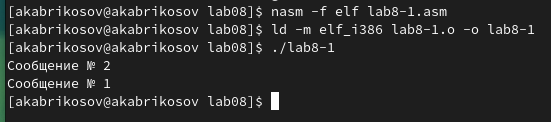 [akabrikosov@akabrikosov lab08]$ nasm -f elf lab8-1.asm
[akabrikosov@akabrikosov lab08]$ ld -m elf_i386 lab8-1.o -o lab8-1
[akabrikosov@akabrikosov lab08]$ ./lab8-1
Сообщение № 2
Сообщение № 1
[akabrikosov@akabrikosov lab08]$